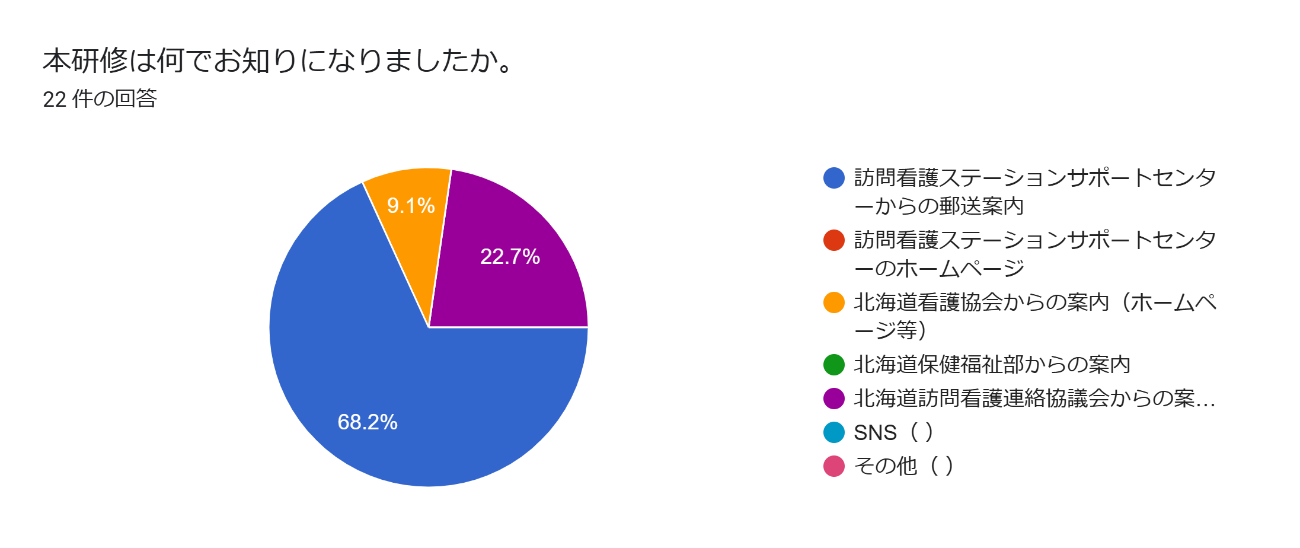 本研修は何でお知りになりましたか。
22 件の回答
9.1%
22.7%
68.2%
訪問看護ステーションサポートセンタ
ーからの郵送案内
訪問看護ステーションサポートセンタ
ーのホームページ
北海道看護協会からの案内（ホームペ
ージ等）
北海道保健福祉部からの案内
北海道訪問看護連絡協議会からの案…
SNS（ ）
その他（ ）